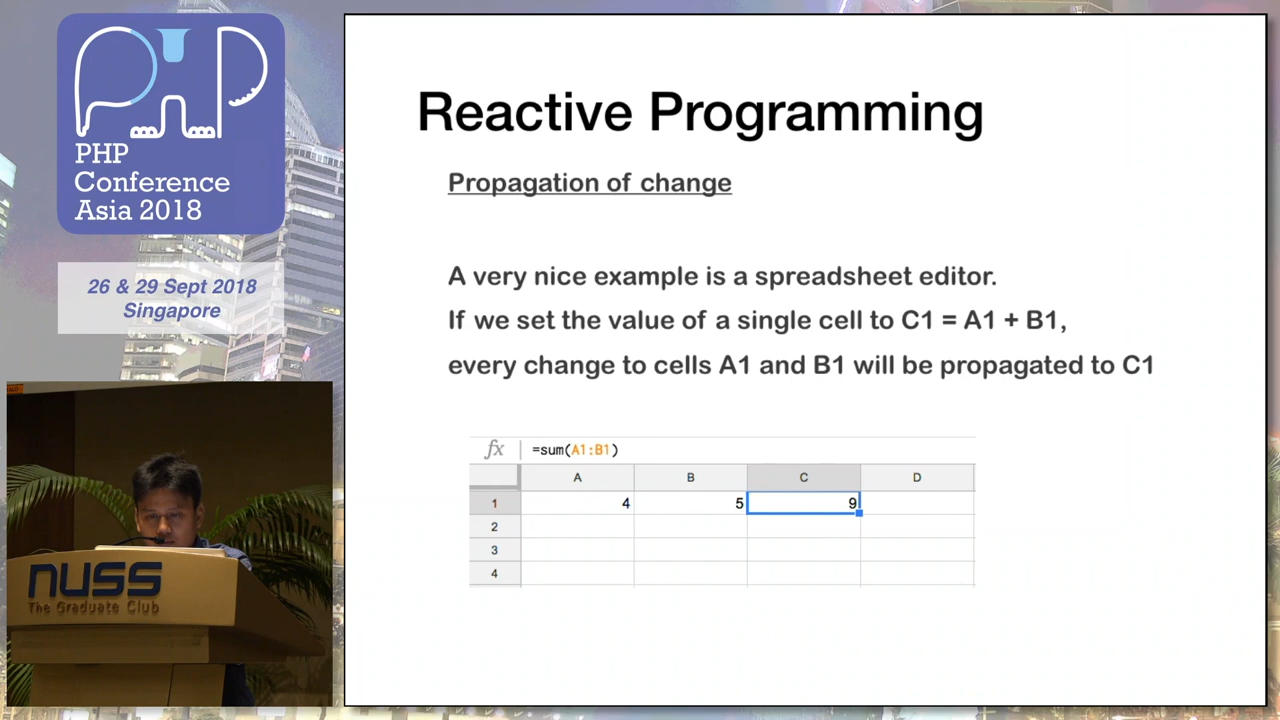 PHP
Conference
Asia 2018
26 & 29 Sept 2018
Singapore
nuss
The Graduate Club
Reactive Programming
Propagation of change
A very nice example is a spreadsheet editor.
If we set the value of a single cell to C1 = A1 + B1,
every change to cells A1 and B1 will be propagated to C1
fx =sum(A1:B1)
A B C D
1 4 5 9
2
3
4